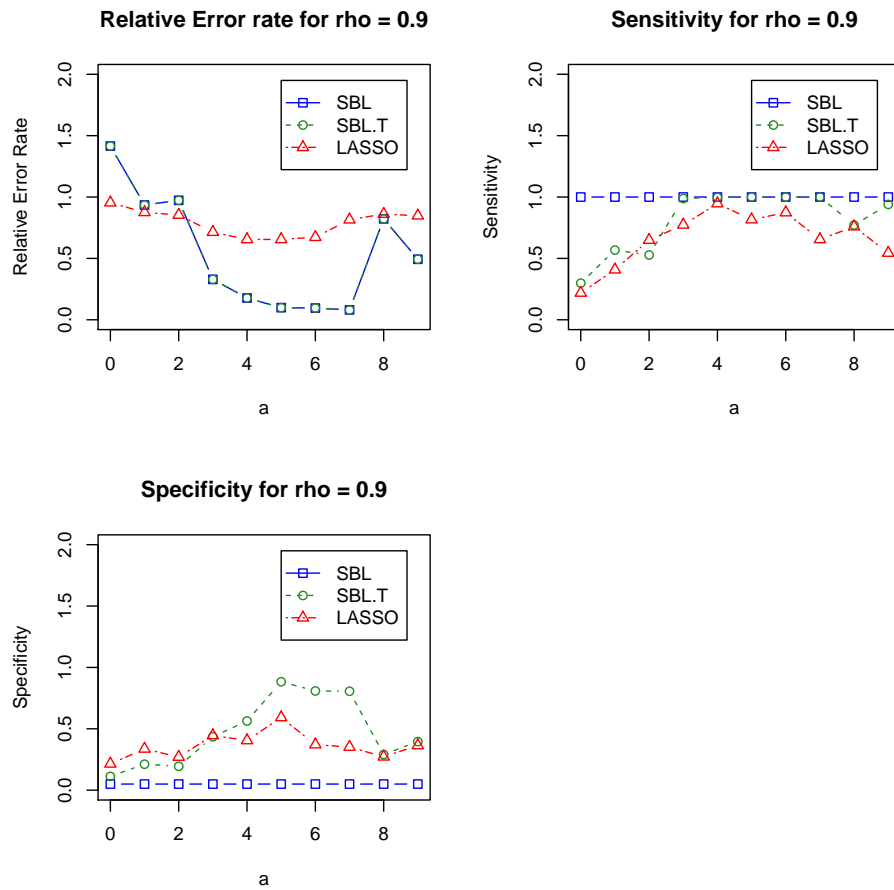 Relative Error rate for rho = 0.9
Relative Error Rate
2.0
1.5
1.0
0.5
0.0
SBL
SBL.T
LASSO
0 2 4 6 8
a
Sensitivity for rho = 0.9
Sensitivity
2.0
1.5
1.0
0.5
0.0
SBL
SBL.T
LASSO
0 2 4 6 8
a
Specificity for rho = 0.9
Specificity
2.0
1.5
1.0
0.5
0.0
SBL
SBL.T
LASSO
0 2 4 6 8
a